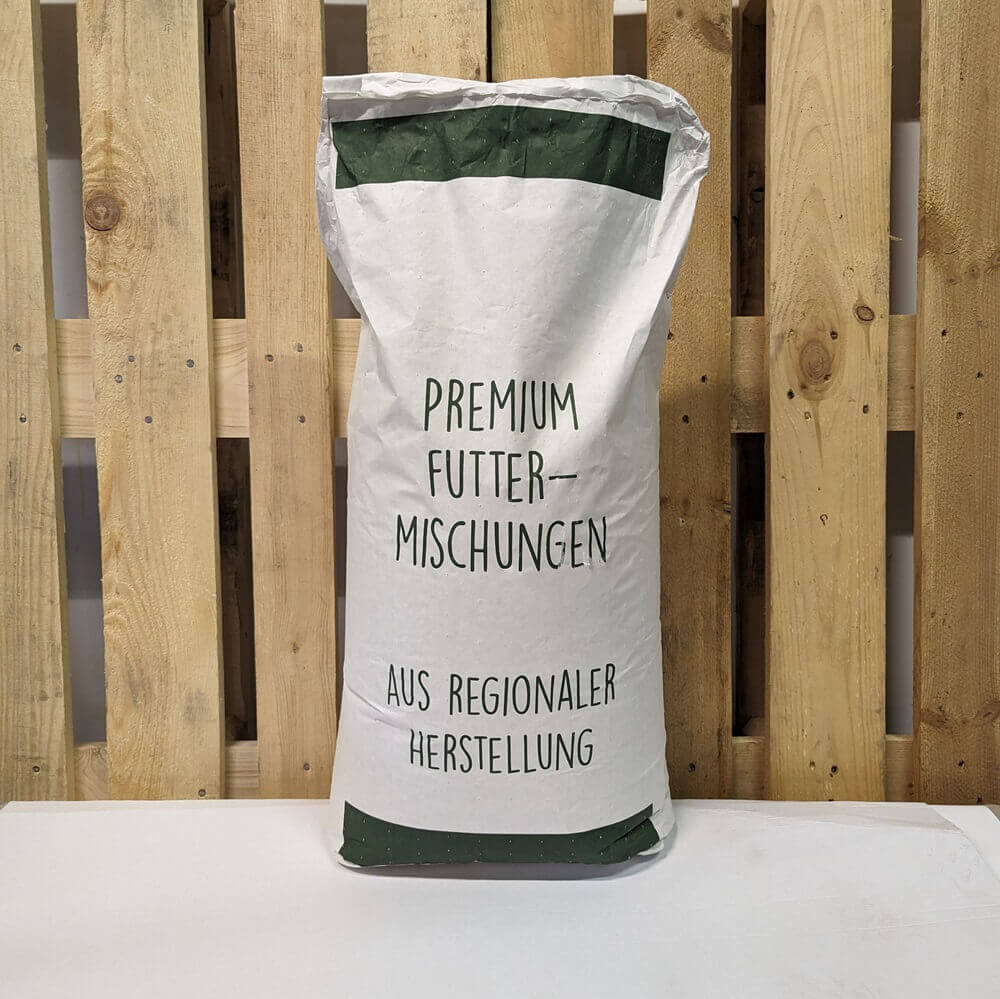 PREMIUM
FUTTER–
MISCHUNGEN
AUS REGIONALER
HERSTELLUNG